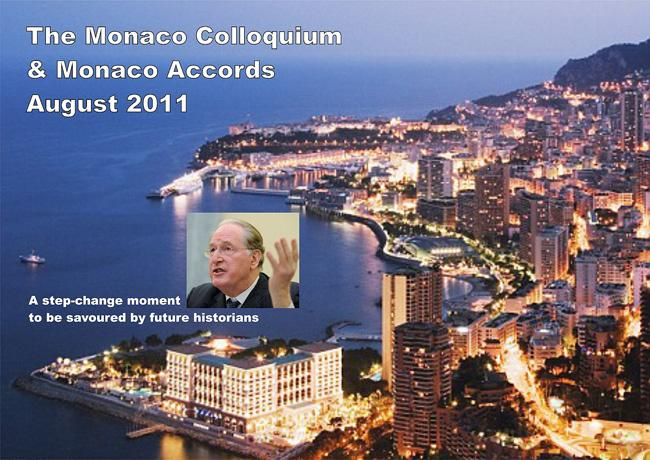 The Monaco Colloquium
& Monaco Accords
August 2011
A step-change moment
to be savoured by future historians